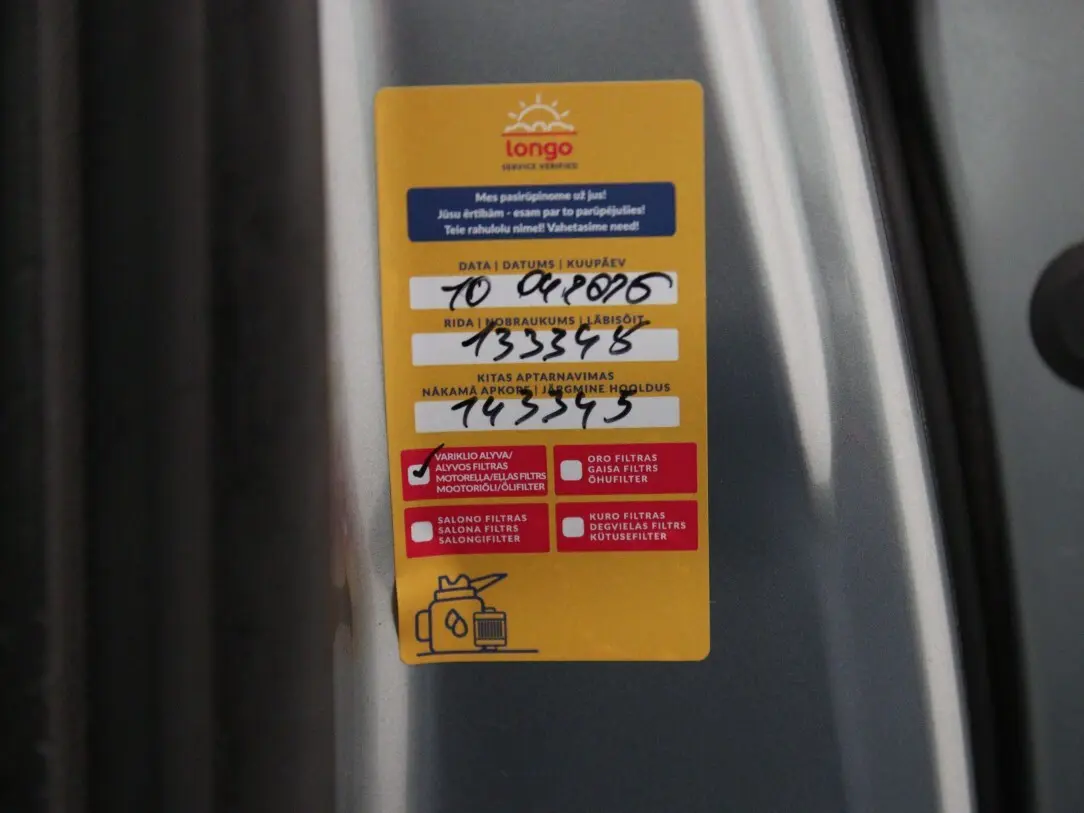 longo
SERVICE VERIFIED
Mes pasirūpinome už jus!
Jūsu ērtībām - esam par to parūpējušies!
Teie rahulolu nimel! Vahetasime need!
DATA | DATUMS | KUUPÄEV
10 04
RIDA | NOBRAUKUMS | LÄBISÕIT
133345
KITAS APTARNAVIMAS
NĀKAMĀ APKOPE | JÄRGMINE HOOLDUS
143345
VARIKLIO ALYVA/
ALYVOS FILTRAS
MOTOREĻĻA/EĻĻAS FILTRS
MOOTORIÕLI/ÕLIFILTER
ORO FILTRAS
GAISA FILTRS
ÕHUFILTER
SALONO FILTRAS
SALONA FILTRS
SALONGIFILTER
KURO FILTRAS
DEGVIELAS FILTRS
KÜTUSEFILTER